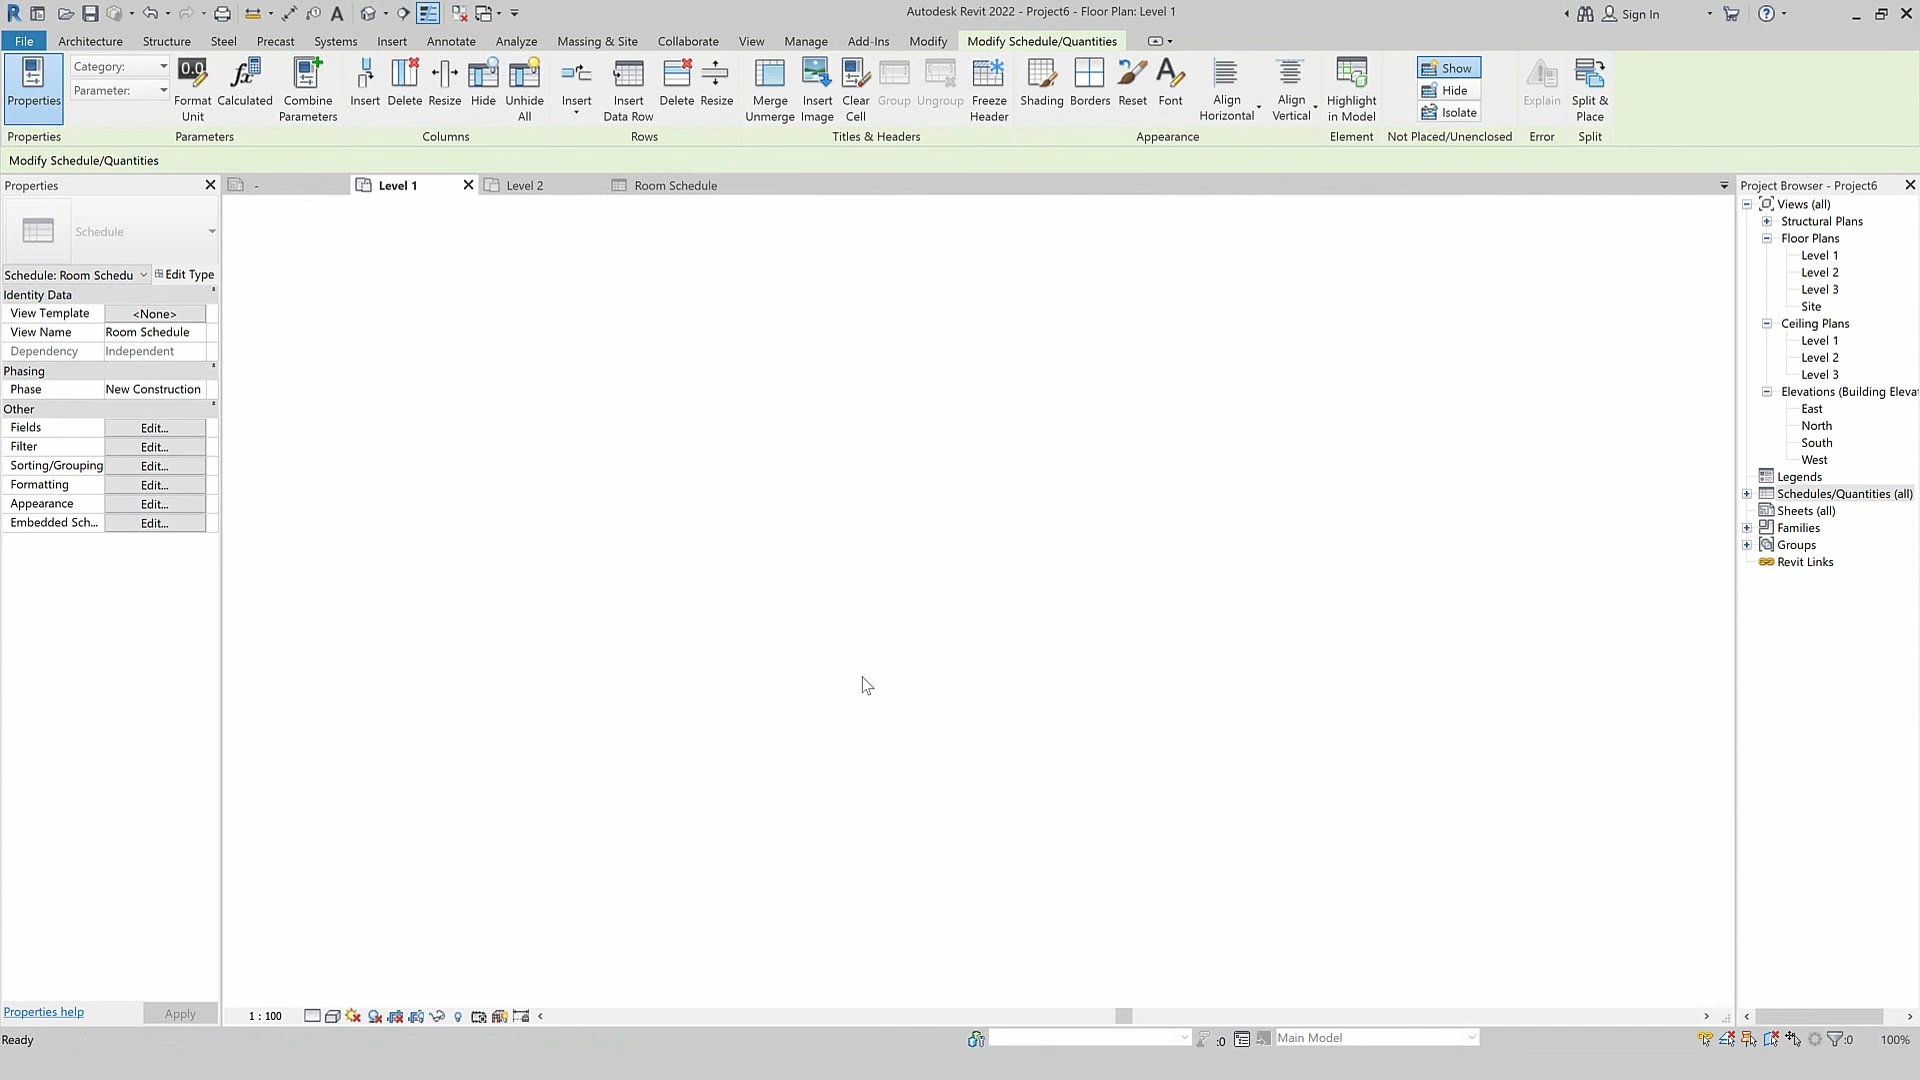 Autodesk Revit 2022 - Project6 - Floor Plan: Level 1
Sign In
File Architecture Structure Steel Precast Systems Insert Annotate Analyze Massing & Site Collaborate View Manage Add-Ins Modify Modify Schedule/Quantities
Category:
Parameter:
Properties
Format Unit
Calculated
Combine Parameters
Insert
Delete
Resize
Hide
Unhide All
Insert
Insert Data Row
Delete
Resize
Merge Unmerge
Insert Image
Clear Cell
Group
Ungroup
Freeze Header
Shading
Borders
Reset
Font
Align Horizontal
Align Vertical
Highlight in Model
Show
Hide
Isolate
Explain
Split & Place
Properties Parameters Columns Rows Titles & Headers Appearance Element Not Placed/Unenclosed Error Split
Modify Schedule/Quantities
Properties
- Level 1 Level 2 Room Schedule
Schedule
Schedule: Room Schedu Edit Type
Identity Data
View Template <None>
View Name Room Schedule
Dependency Independent
Phasing
Phase New Construction
Other
Fields Edit...
Filter Edit...
Sorting/Grouping Edit...
Formatting Edit...
Appearance Edit...
Embedded Sch... Edit...
Properties help Apply
Project Browser - Project6
Views (all)
Structural Plans
Floor Plans
Level 1
Level 2
Level 3
Site
Ceiling Plans
Level 1
Level 2
Level 3
Elevations (Building Eleva
East
North
South
West
Legends
Schedules/Quantities (all)
Sheets (all)
Families
Groups
Revit Links
1 : 100
Ready
:0
Main Model
:0
100%